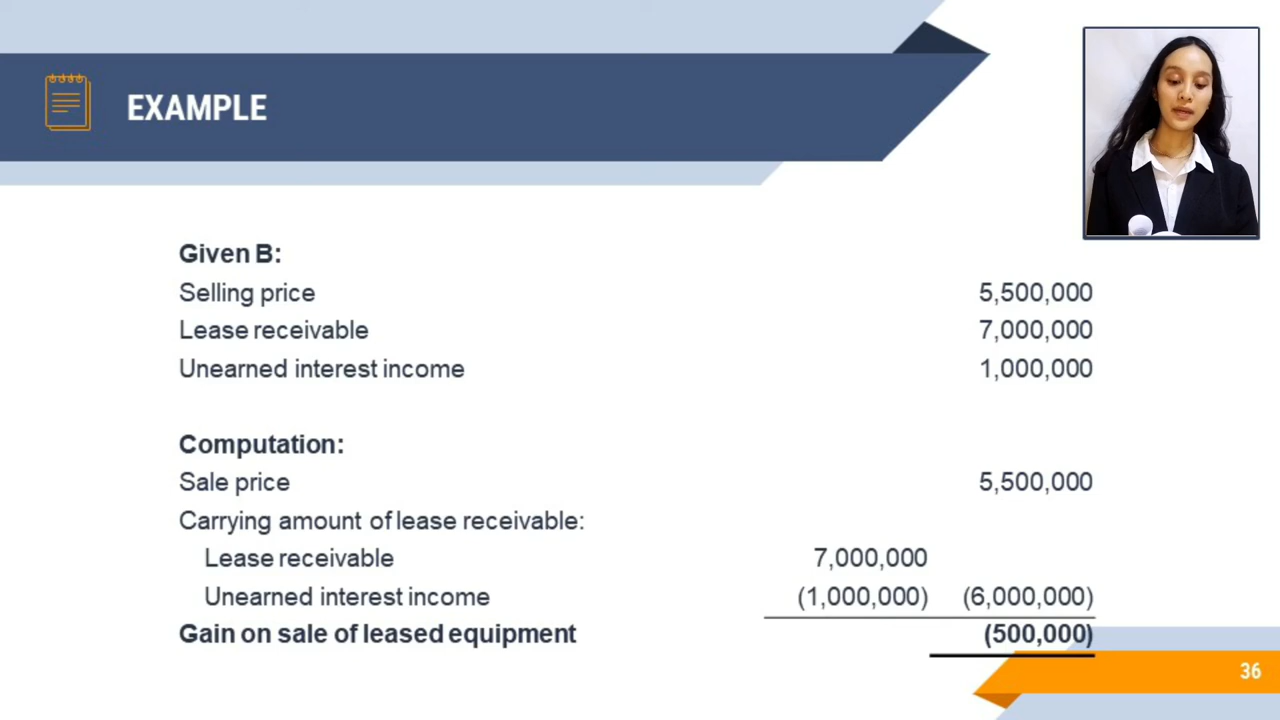 EXAMPLE
Given B:
Selling price 5,500,000
Lease receivable 7,000,000
Unearned interest income 1,000,000
Computation:
Sale price 5,500,000
Carrying amount of lease receivable:
Lease receivable 7,000,000
Unearned interest income (1,000,000) (6,000,000)
Gain on sale of leased equipment (500,000)
36